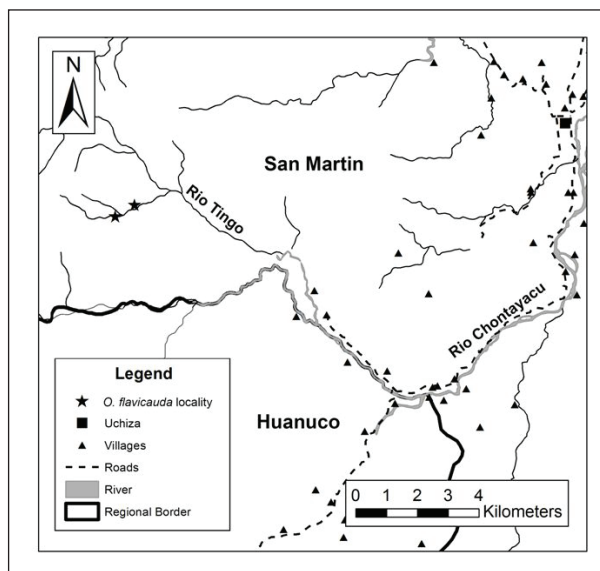 N
San Martin
Rio Tingo
Rio Chontayacu
Huanuco
Legend
O. flavicauda locality
Uchiza
Villages
Roads
River
Regional Border
0 1 2 3 4
Kilometers